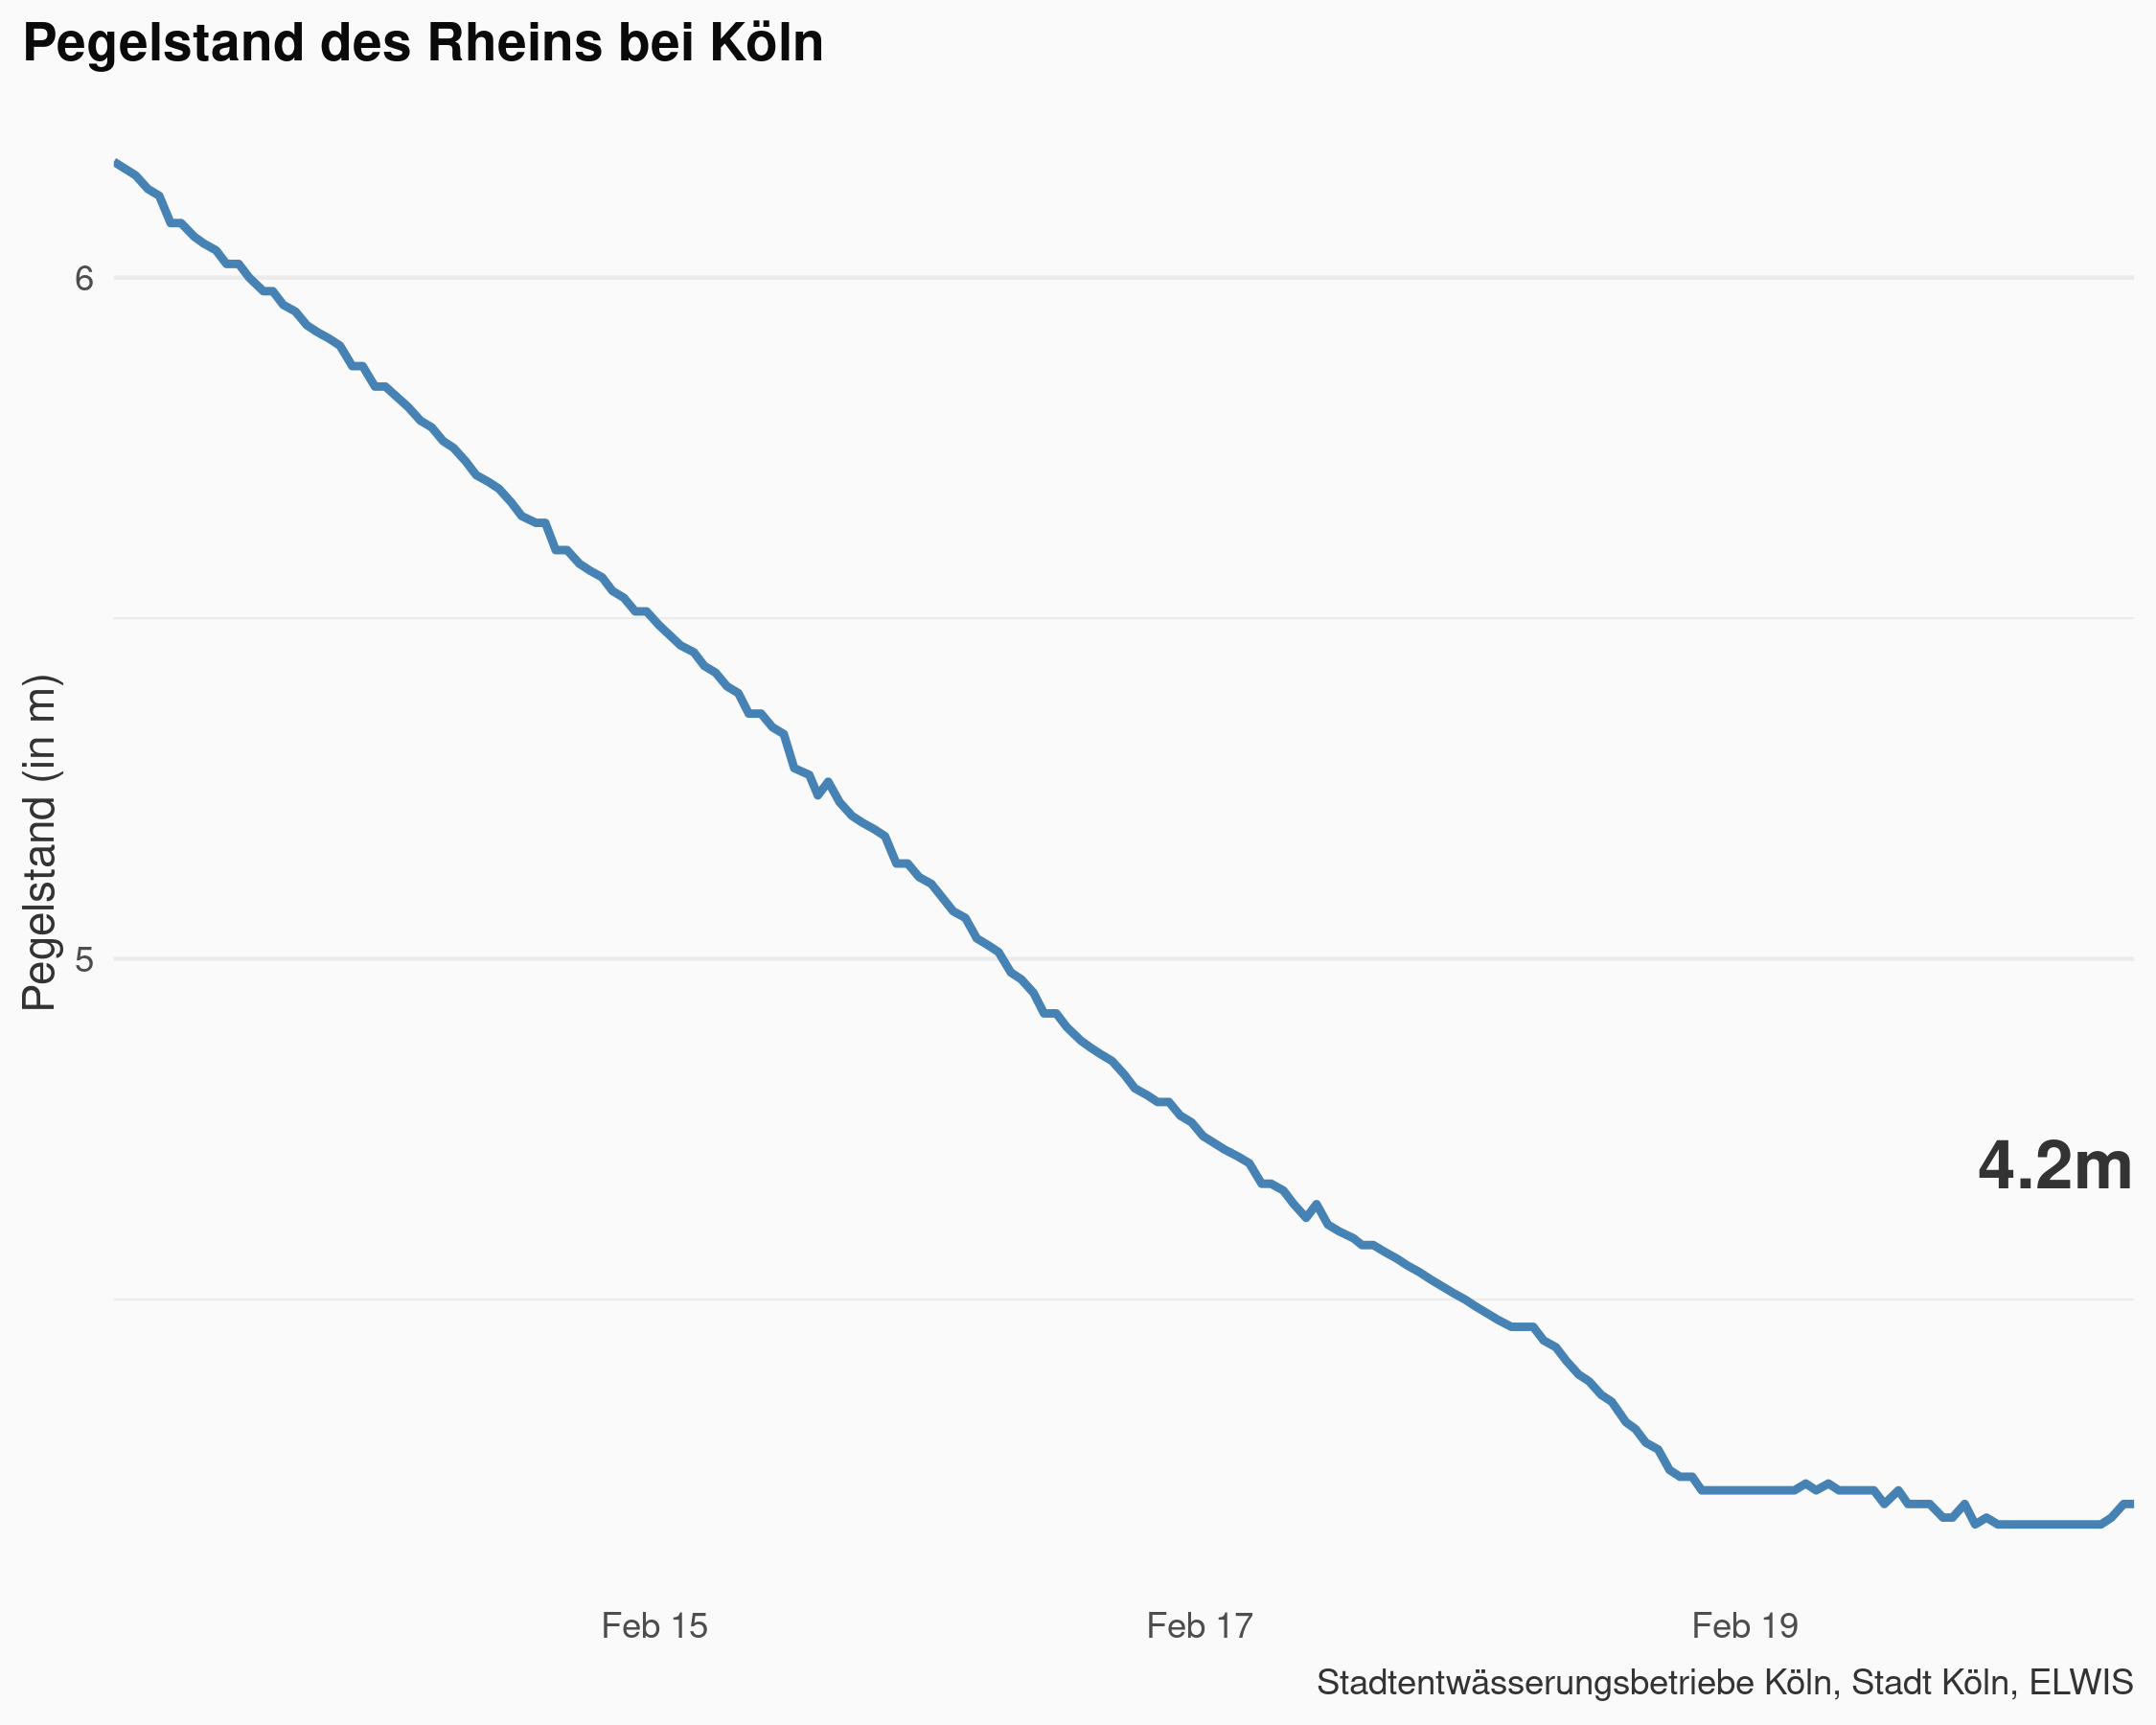 Pegelstand des Rheins bei Köln
Pegelstand (in m)
6
5
4.2m
Feb 15
Feb 17
Feb 19
Stadtentwässerungsbetriebe Köln, Stadt Köln, ELWIS